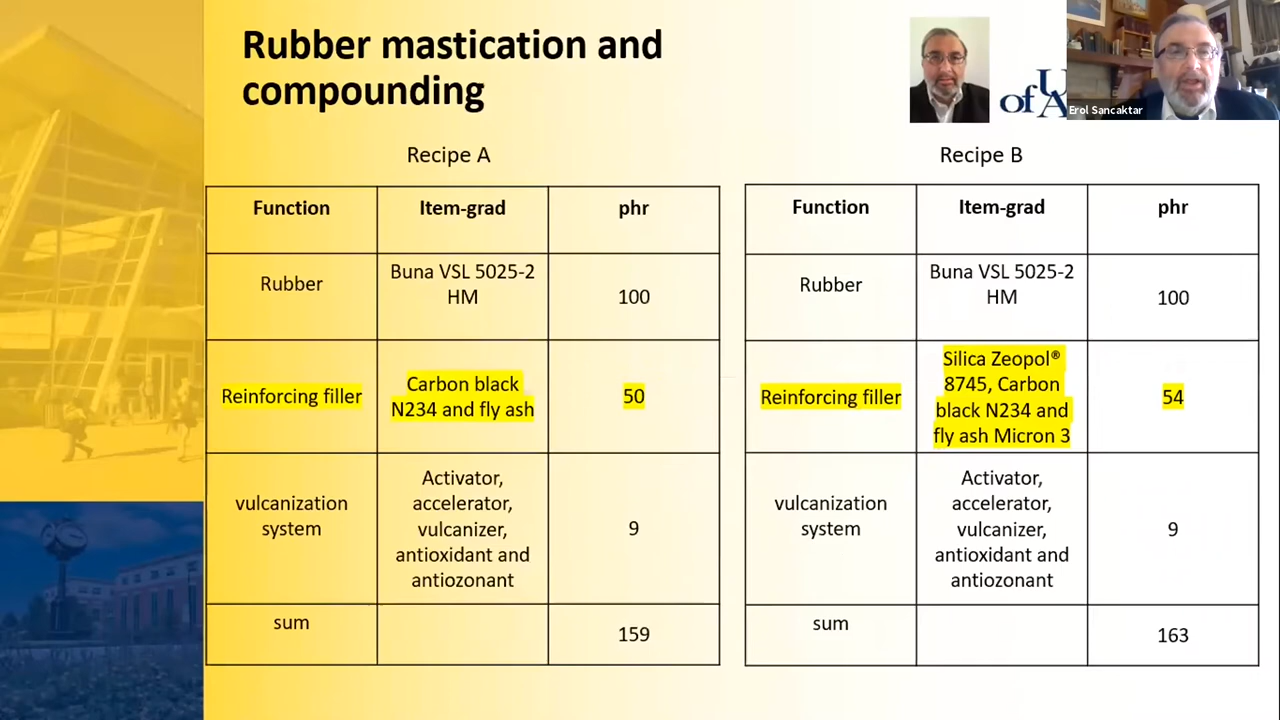 Rubber mastication and
compounding
of
U
A
Erol Sancaktar
Recipe A
Function
Item-grad
phr
Rubber
Buna VSL 5025-2
HM
100
Reinforcing filler
Carbon black
N234 and fly ash
50
vulcanization
system
Activator,
accelerator,
vulcanizer,
antioxidant and
antiozonant
9
sum
159
Recipe B
Function
Item-grad
phr
Rubber
Buna VSL 5025-2
HM
100
Reinforcing filler
Silica Zeopol®
8745, Carbon
black N234 and
fly ash Micron 3
54
vulcanization
system
Activator,
accelerator,
vulcanizer,
antioxidant and
antiozonant
9
sum
163